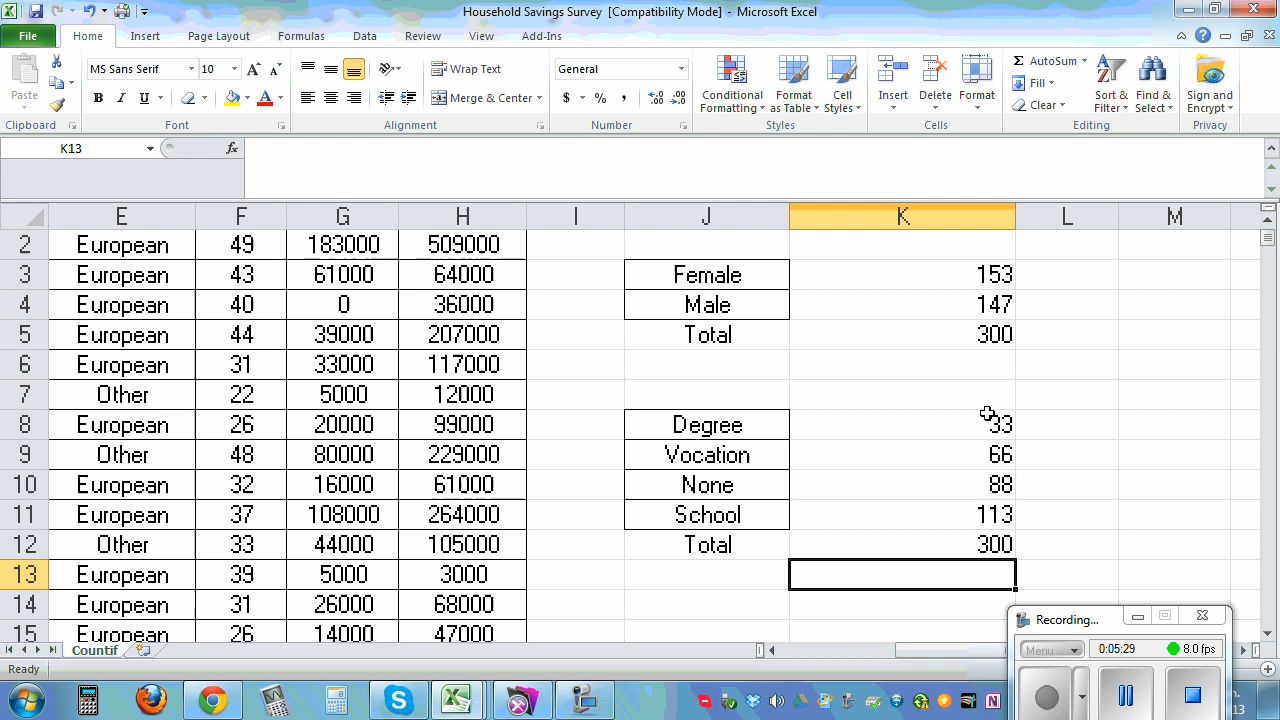 Household Savings Survey [Compatibility Mode] - Microsoft Excel
File Home Insert Page Layout Formulas Data Review View Add-Ins
MS Sans Serif 10 Wrap Text General AutoSum
Paste Merge & Center Conditional Formatting Format as Table Cell Styles Insert Delete Format Fill Clear Sort & Filter Find & Select Sign and Encrypt
Clipboard Font Alignment Number Styles Cells Editing Privacy
K13 fx
E F G H I J K L M
2 European 49 183000 509000
3 European 43 61000 64000 Female 153
4 European 40 0 36000 Male 147
5 European 44 39000 207000 Total 300
6 European 31 33000 117000
7 Other 22 5000 12000
8 European 26 20000 99000 Degree 33
9 Other 48 80000 229000 Vocation 66
10 European 32 16000 61000 None 88
11 European 37 108000 264000 School 113
12 Other 33 44000 105000 Total 300
13 European 39 5000 3000
14 European 31 26000 68000
15 European 26 14000 47000
Recording...
Menu 0:05:29 8.0 fps
Countif
Ready